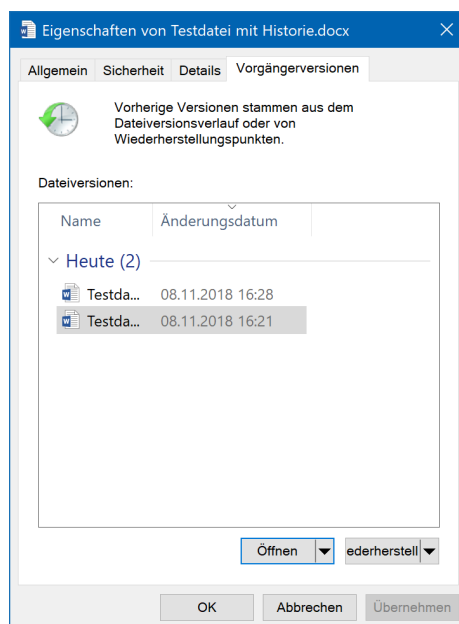 Eigenschaften von Testdatei mit Historie.docx
Allgemein Sicherheit Details Vorgängerversionen
Vorherige Versionen stammen aus dem
Dateiversionsverlauf oder von
Wiederherstellungspunkten.
Dateiversionen:
Name Änderungsdatum
Heute (2)
Testda... 08.11.2018 16:28
Testda... 08.11.2018 16:21
Öffnen ederherstell
OK Abbrechen Übernehmen